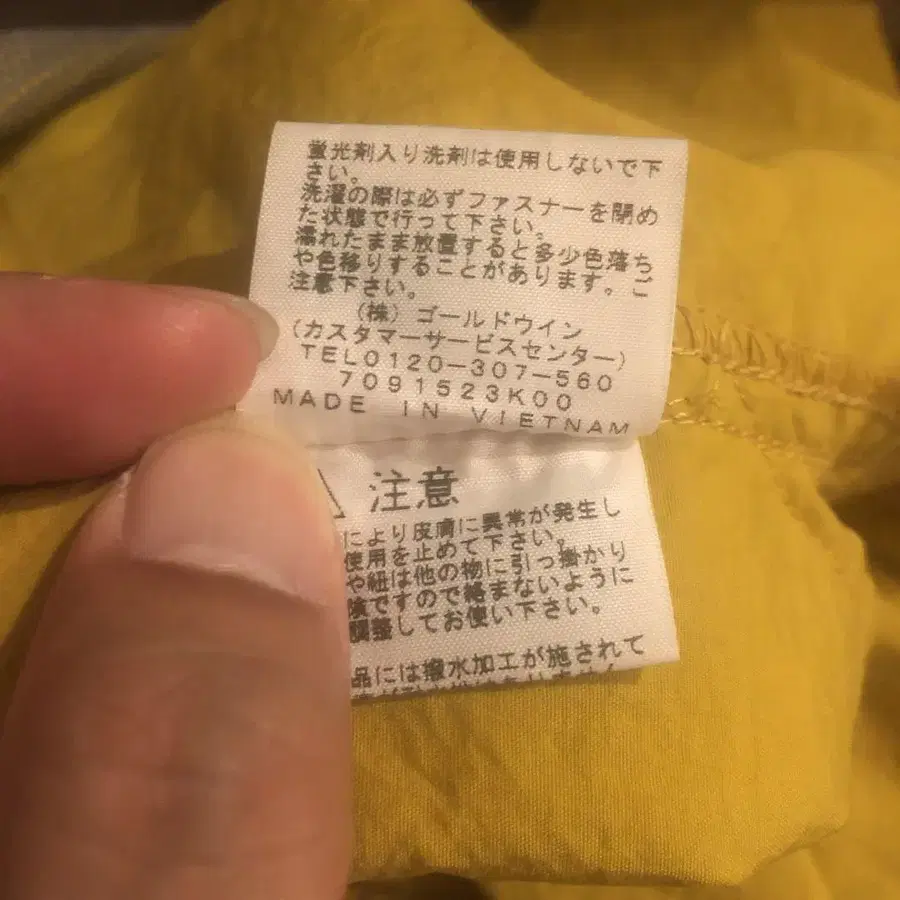 蛍光剤入り洗剤は使用しないで下
さい。
洗濯の際は必ずファスナーを閉め
た状態で行って下さい。
濡れたまま放置すると多少色落ち
や色移りすることがあります。ご
注意下さい。
(株)ゴールドウイン
(カスタマーサービスセンター)
TEL0120-307-560
7091523K00
MADE IN VIETNAM
注意
により皮膚に異常が発生し
使用を止めて下さい。
や紐は他の物に引っ掛かり
険ですので絡まないように
調整してお使い下さい。
品には撥水加工が施されて